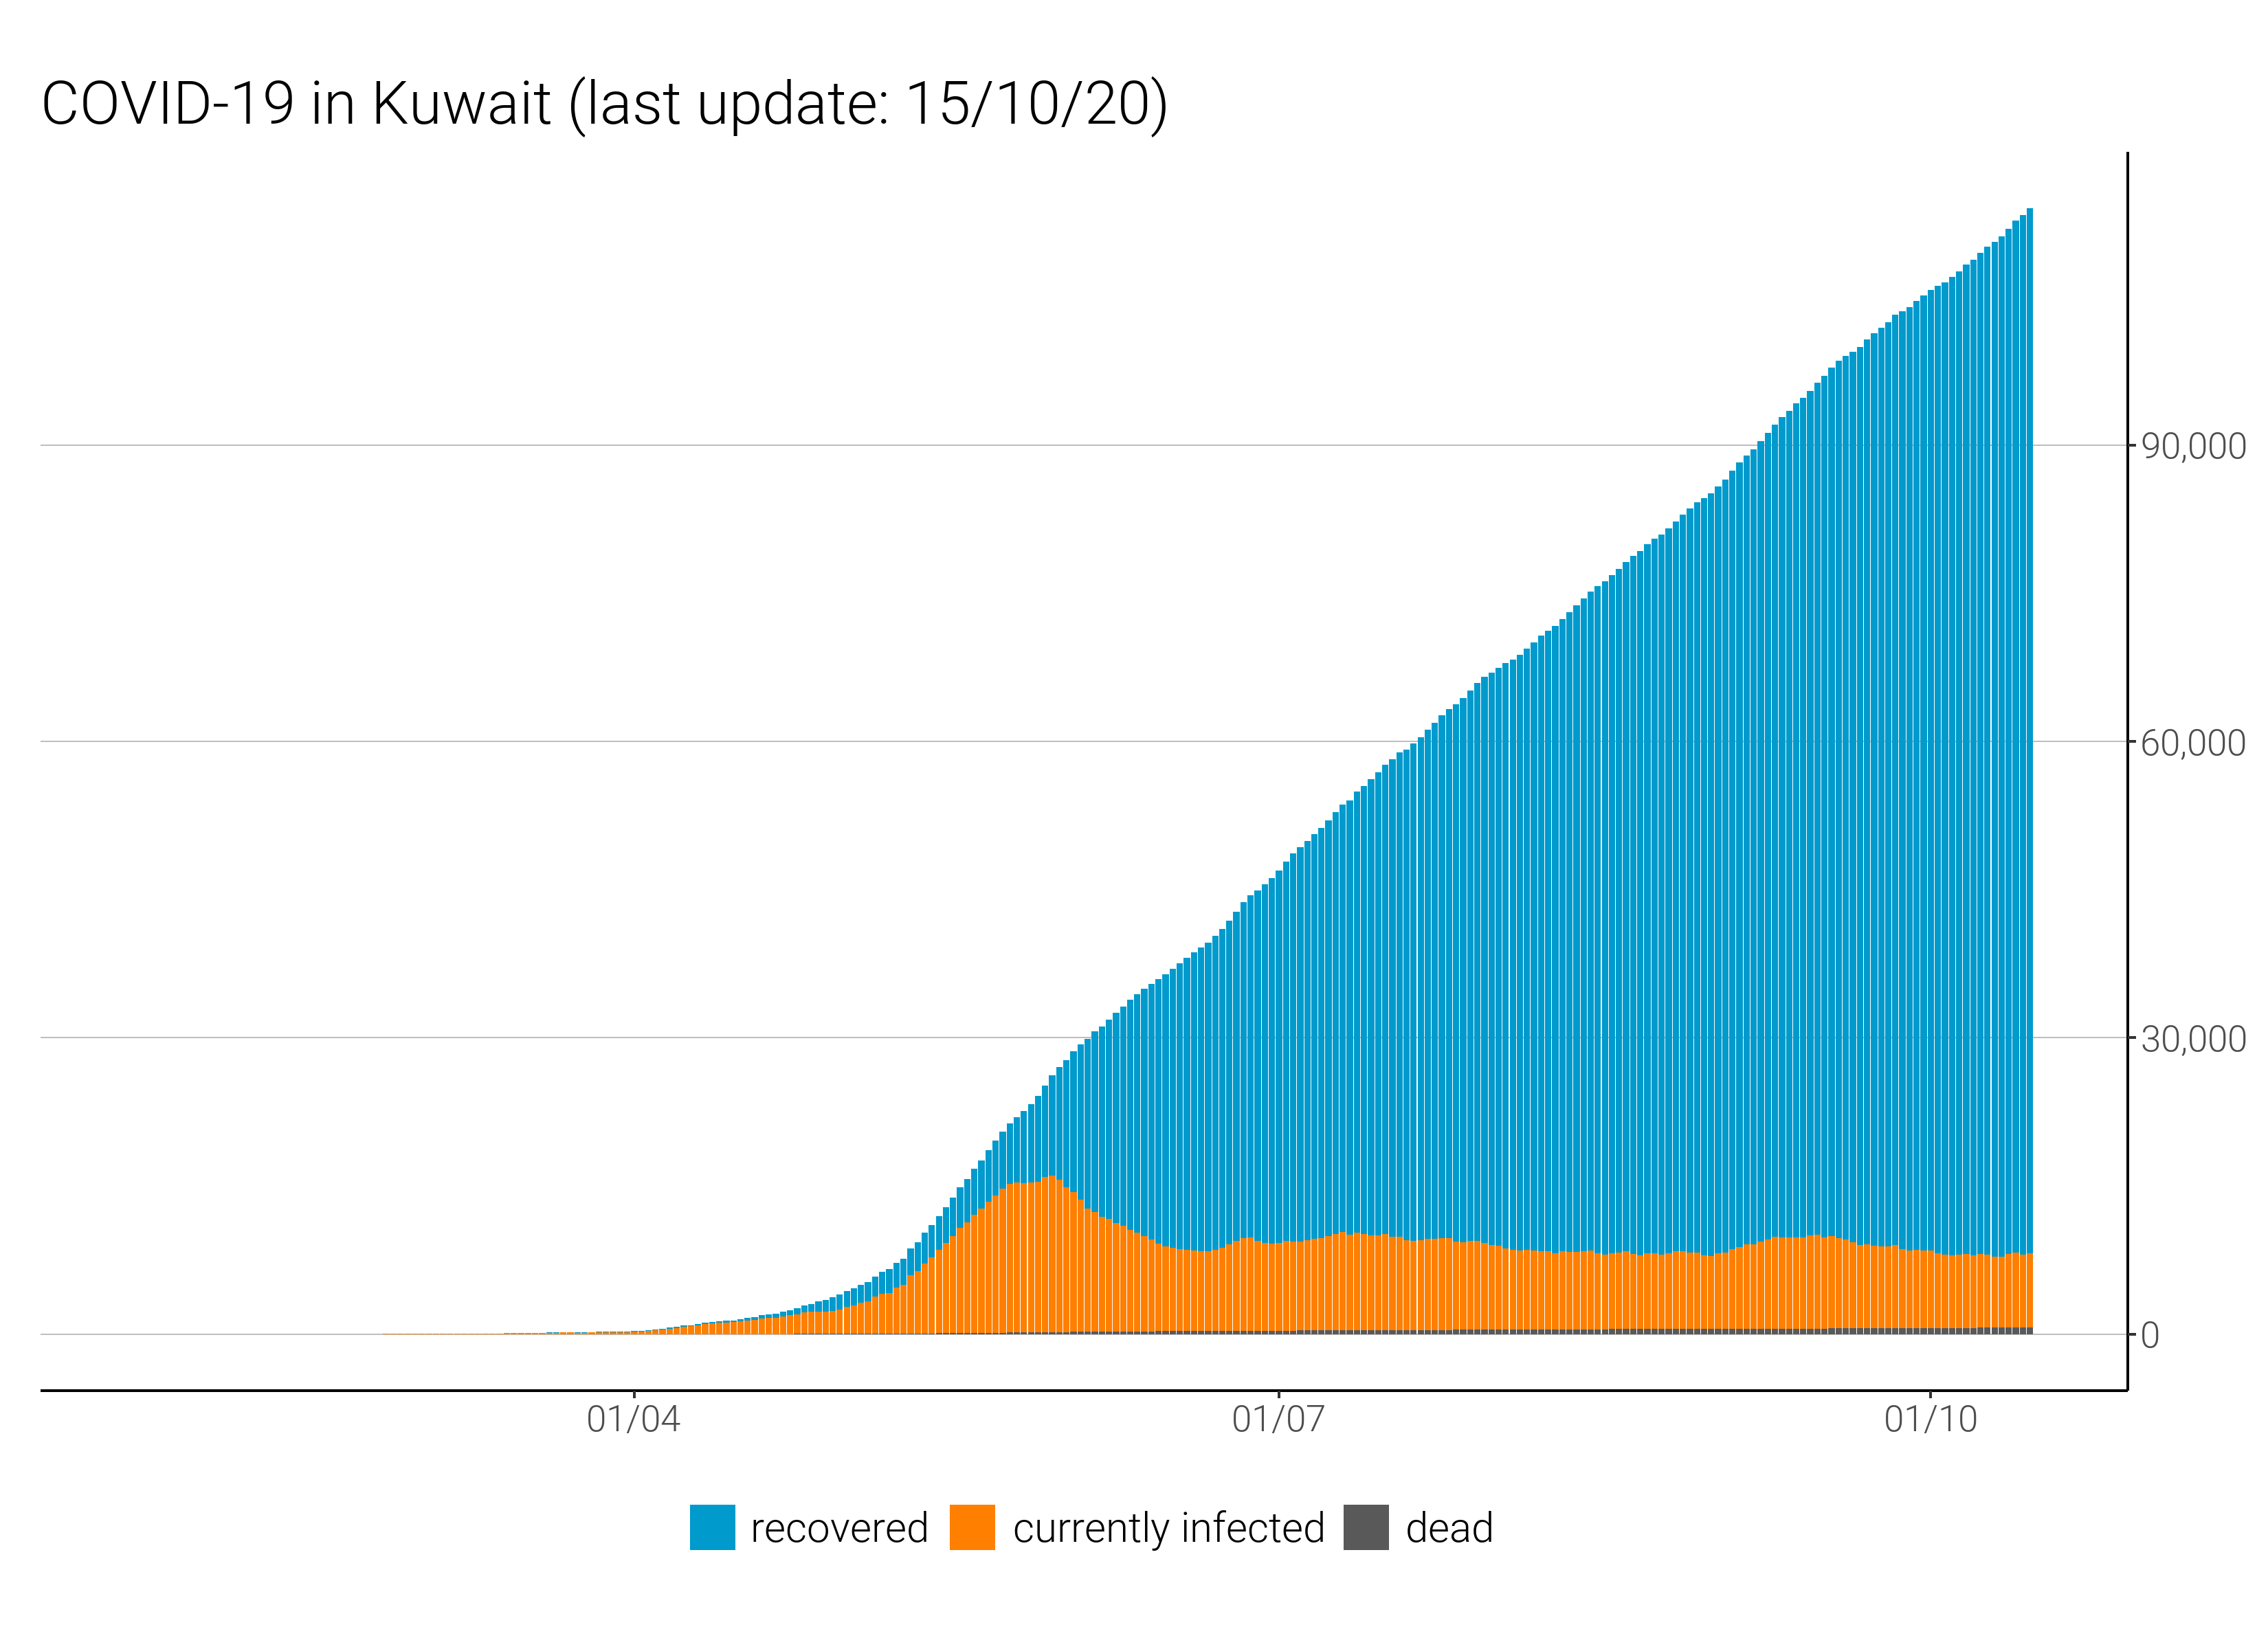 COVID-19 in Kuwait (last update: 15/10/20)
90,000
60,000
30,000
0
01/04 01/07 01/10
recovered currently infected dead